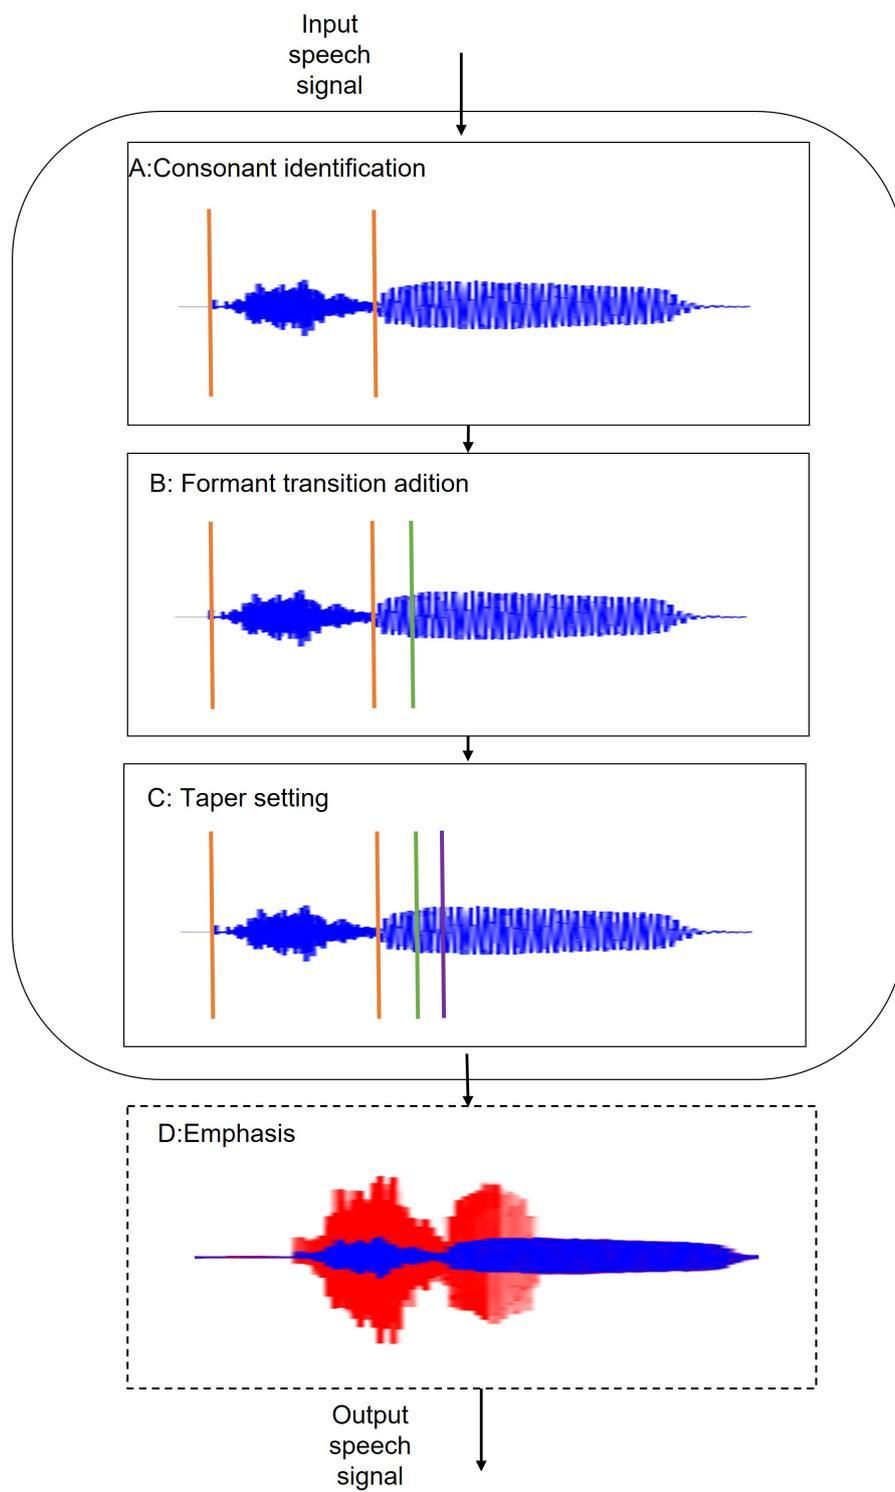 Input
speech
signal
A:Consonant identification
B: Formant transition adition
C: Taper setting
D:Emphasis
Output
speech
signal